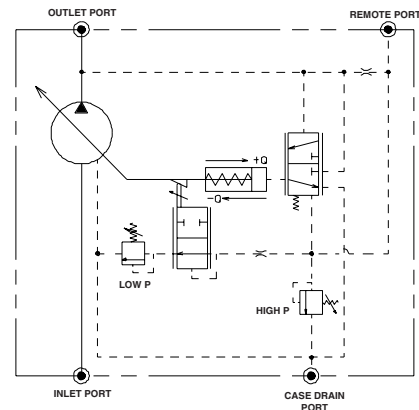 OUTLET PORT
REMOTE PORT
+Q
-Q
LOW P
HIGH P
INLET PORT
CASE DRAIN
PORT